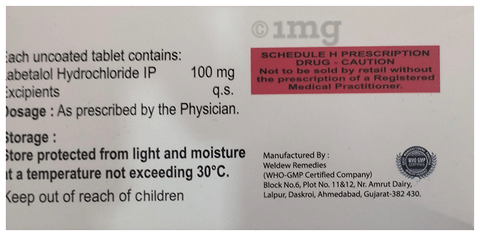 ©1mg
Each uncoated tablet contains:
Labetalol Hydrochloride IP 100 mg
Excipients q.s.
Dosage : As prescribed by the Physician.
Storage :
Store protected from light and moisture
at a temperature not exceeding 30°C.
Keep out of reach of children
SCHEDULE H PRESCRIPTION
DRUG - CAUTION
Not to be sold by retail without
the prescription of a Registered
Medical Practitioner.
Manufactured By :
Weldew Remedies
(WHO-GMP Certified Company)
Block No.6, Plot No. 11&12, Nr. Amrut Dairy,
Lalpur, Daskroi, Ahmedabad, Gujarat-382 430.
WHO GMP